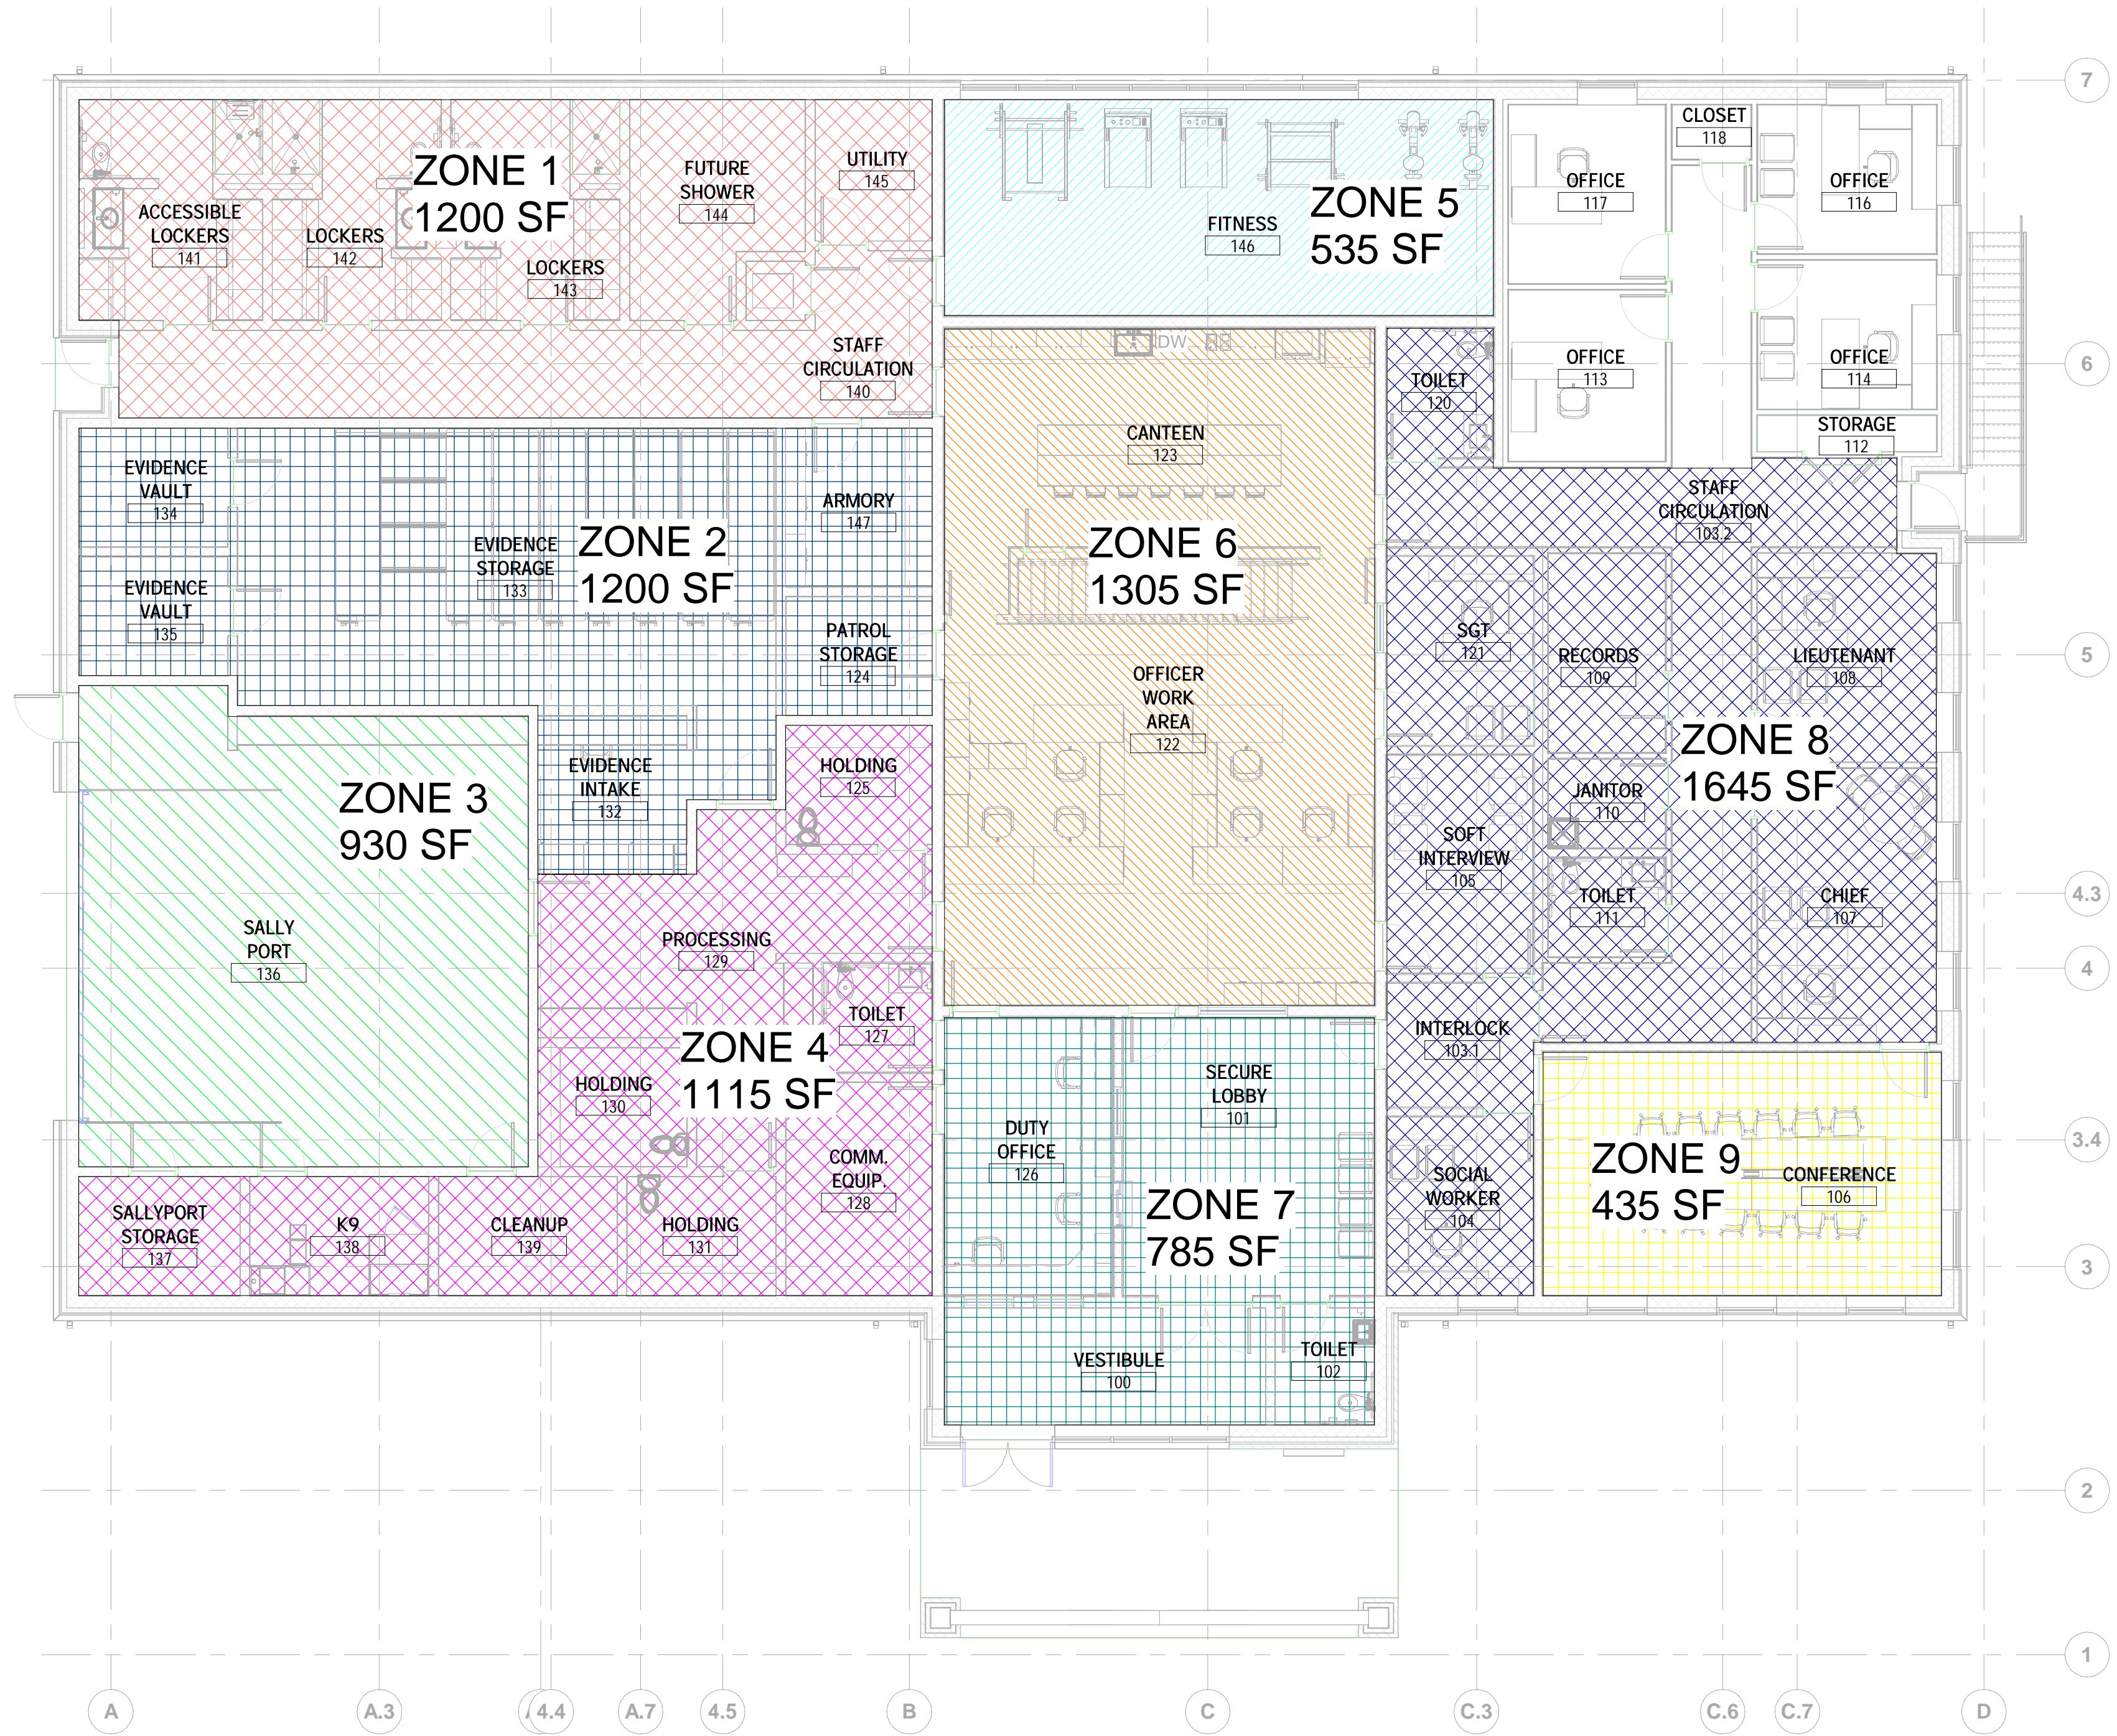 7
CLOSET
118
ZONE 1
1200 SF
FUTURE
SHOWER
144
UTILITY
145
ACCESSIBLE
LOCKERS
141
LOCKERS
142
LOCKERS
143
STAFF
CIRCULATION
140
ZONE 5
535 SF
FITNESS
146
OFFICE
117
OFFICE
116
OFFICE
113
OFFICE
114
6
STORAGE
112
DW
TOILET
120
CANTEEN
123
STAFF
CIRCULATION
103.2
EVIDENCE
VAULT
134
EVIDENCE
VAULT
135
EVIDENCE
STORAGE
133
ZONE 2
1200 SF
ARMORY
147
PATROL
STORAGE
124
ZONE 6
1305 SF
OFFICER
WORK
AREA
122
SGT
121
RECORDS
109
LIEUTENANT
108
5
ZONE 3
930 SF
EVIDENCE
INTAKE
132
HOLDING
125
ZONE 8
1645 SF
JANITOR
110
SOFT
INTERVIEW
105
TOILET
111
CHIEF
107
4.3
SALLY
PORT
136
PROCESSING
129
4
TOILET
127
ZONE 4
1115 SF
HOLDING
130
INTERLOCK
103.1
SECURE
LOBBY
101
DUTY
OFFICE
126
3.4
COMM.
EQUIP.
128
ZONE 9
435 SF
CONFERENCE
106
SOCIAL
WORKER
104
ZONE 7
785 SF
SALLYPORT
STORAGE
137
K9
138
CLEANUP
139
HOLDING
131
3
VESTIBULE
100
TOILET
102
2
1
A
A.3
4.4
A.7
4.5
B
C
C.3
C.6
C.7
D